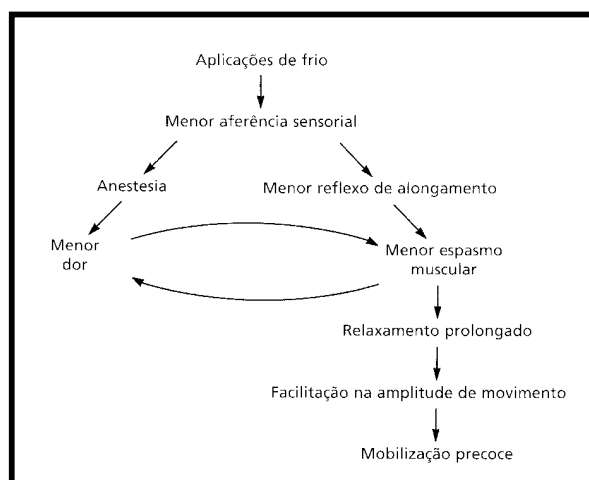 Aplicações de frio
Menor aferência sensorial
Anestesia
Menor reflexo de alongamento
Menor
dor
Menor espasmo
muscular
Relaxamento prolongado
Facilitação na amplitude de movimento
Mobilização precoce